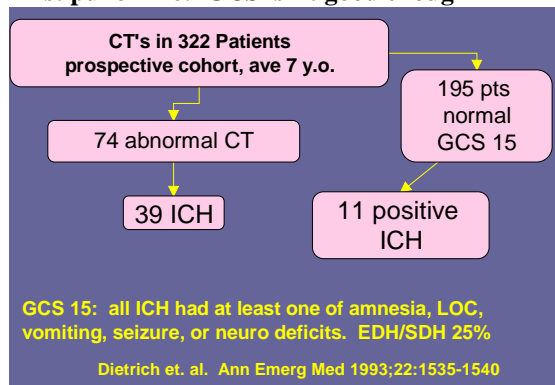 CT's in 322 Patients
prospective cohort, ave 7 y.o.
195 pts
normal
GCS 15
74 abnormal CT
39 ICH
11 positive
ICH
GCS 15: all ICH had at least one of amnesia, LOC,
vomiting, seizure, or neuro deficits. EDH/SDH 25%
Dietrich et. al. Ann Emerg Med 1993;22:1535-1540